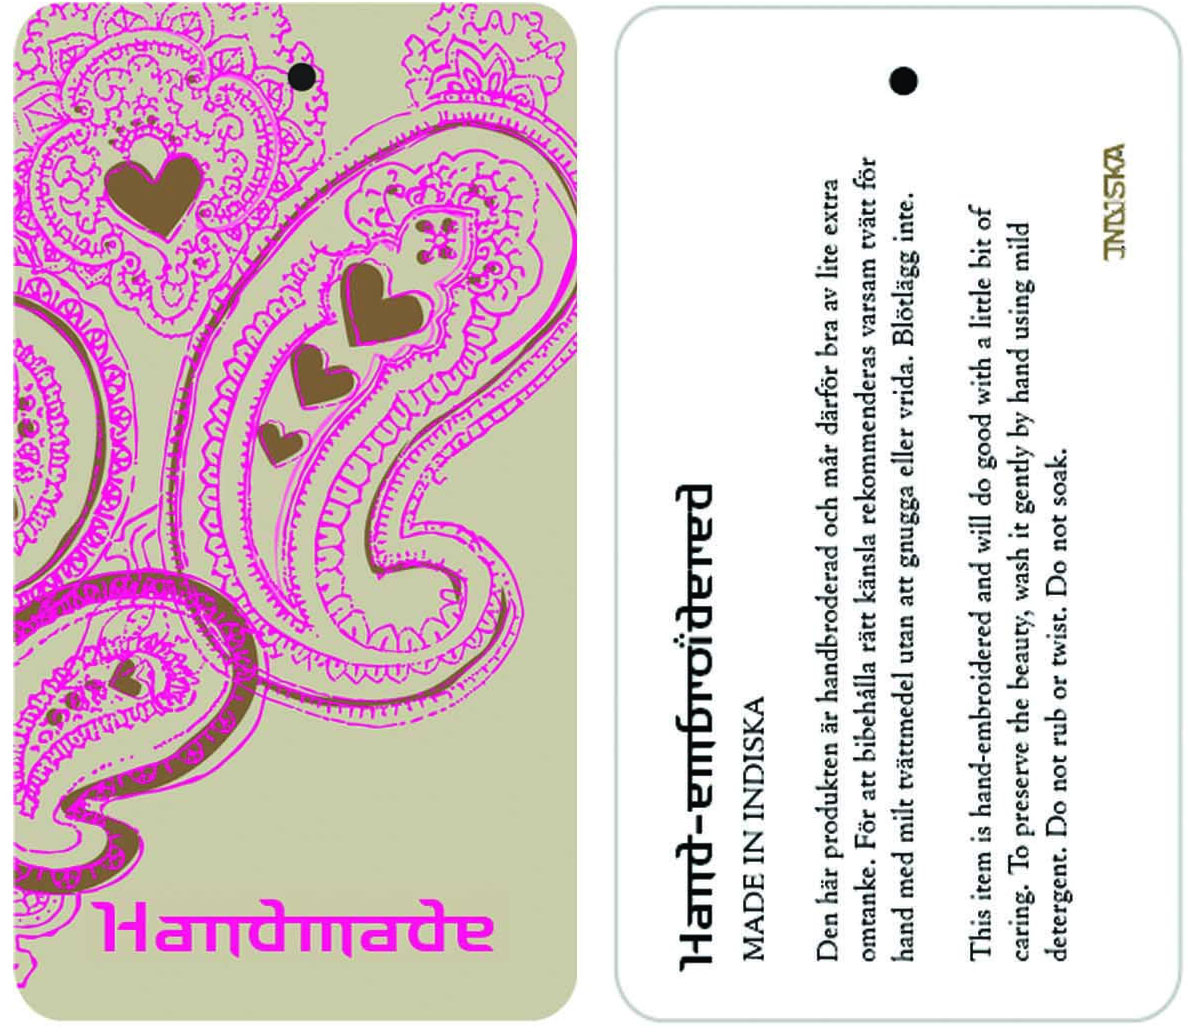 Handmade
Hand-embroidered
MADE IN INDISKA
Den här produkten är handbroderad och mår därför bra av lite extra
omtanke. För att bibehålla rätt känsla rekommenderas varsam tvätt för
hand med milt tvättmedel utan att gnugga eller vrida. Blötlägg inte.
This item is hand-embroidered and will do good with a little bit of
caring. To preserve the beauty, wash it gently by hand using mild
detergent. Do not rub or twist. Do not soak.
INDISKA